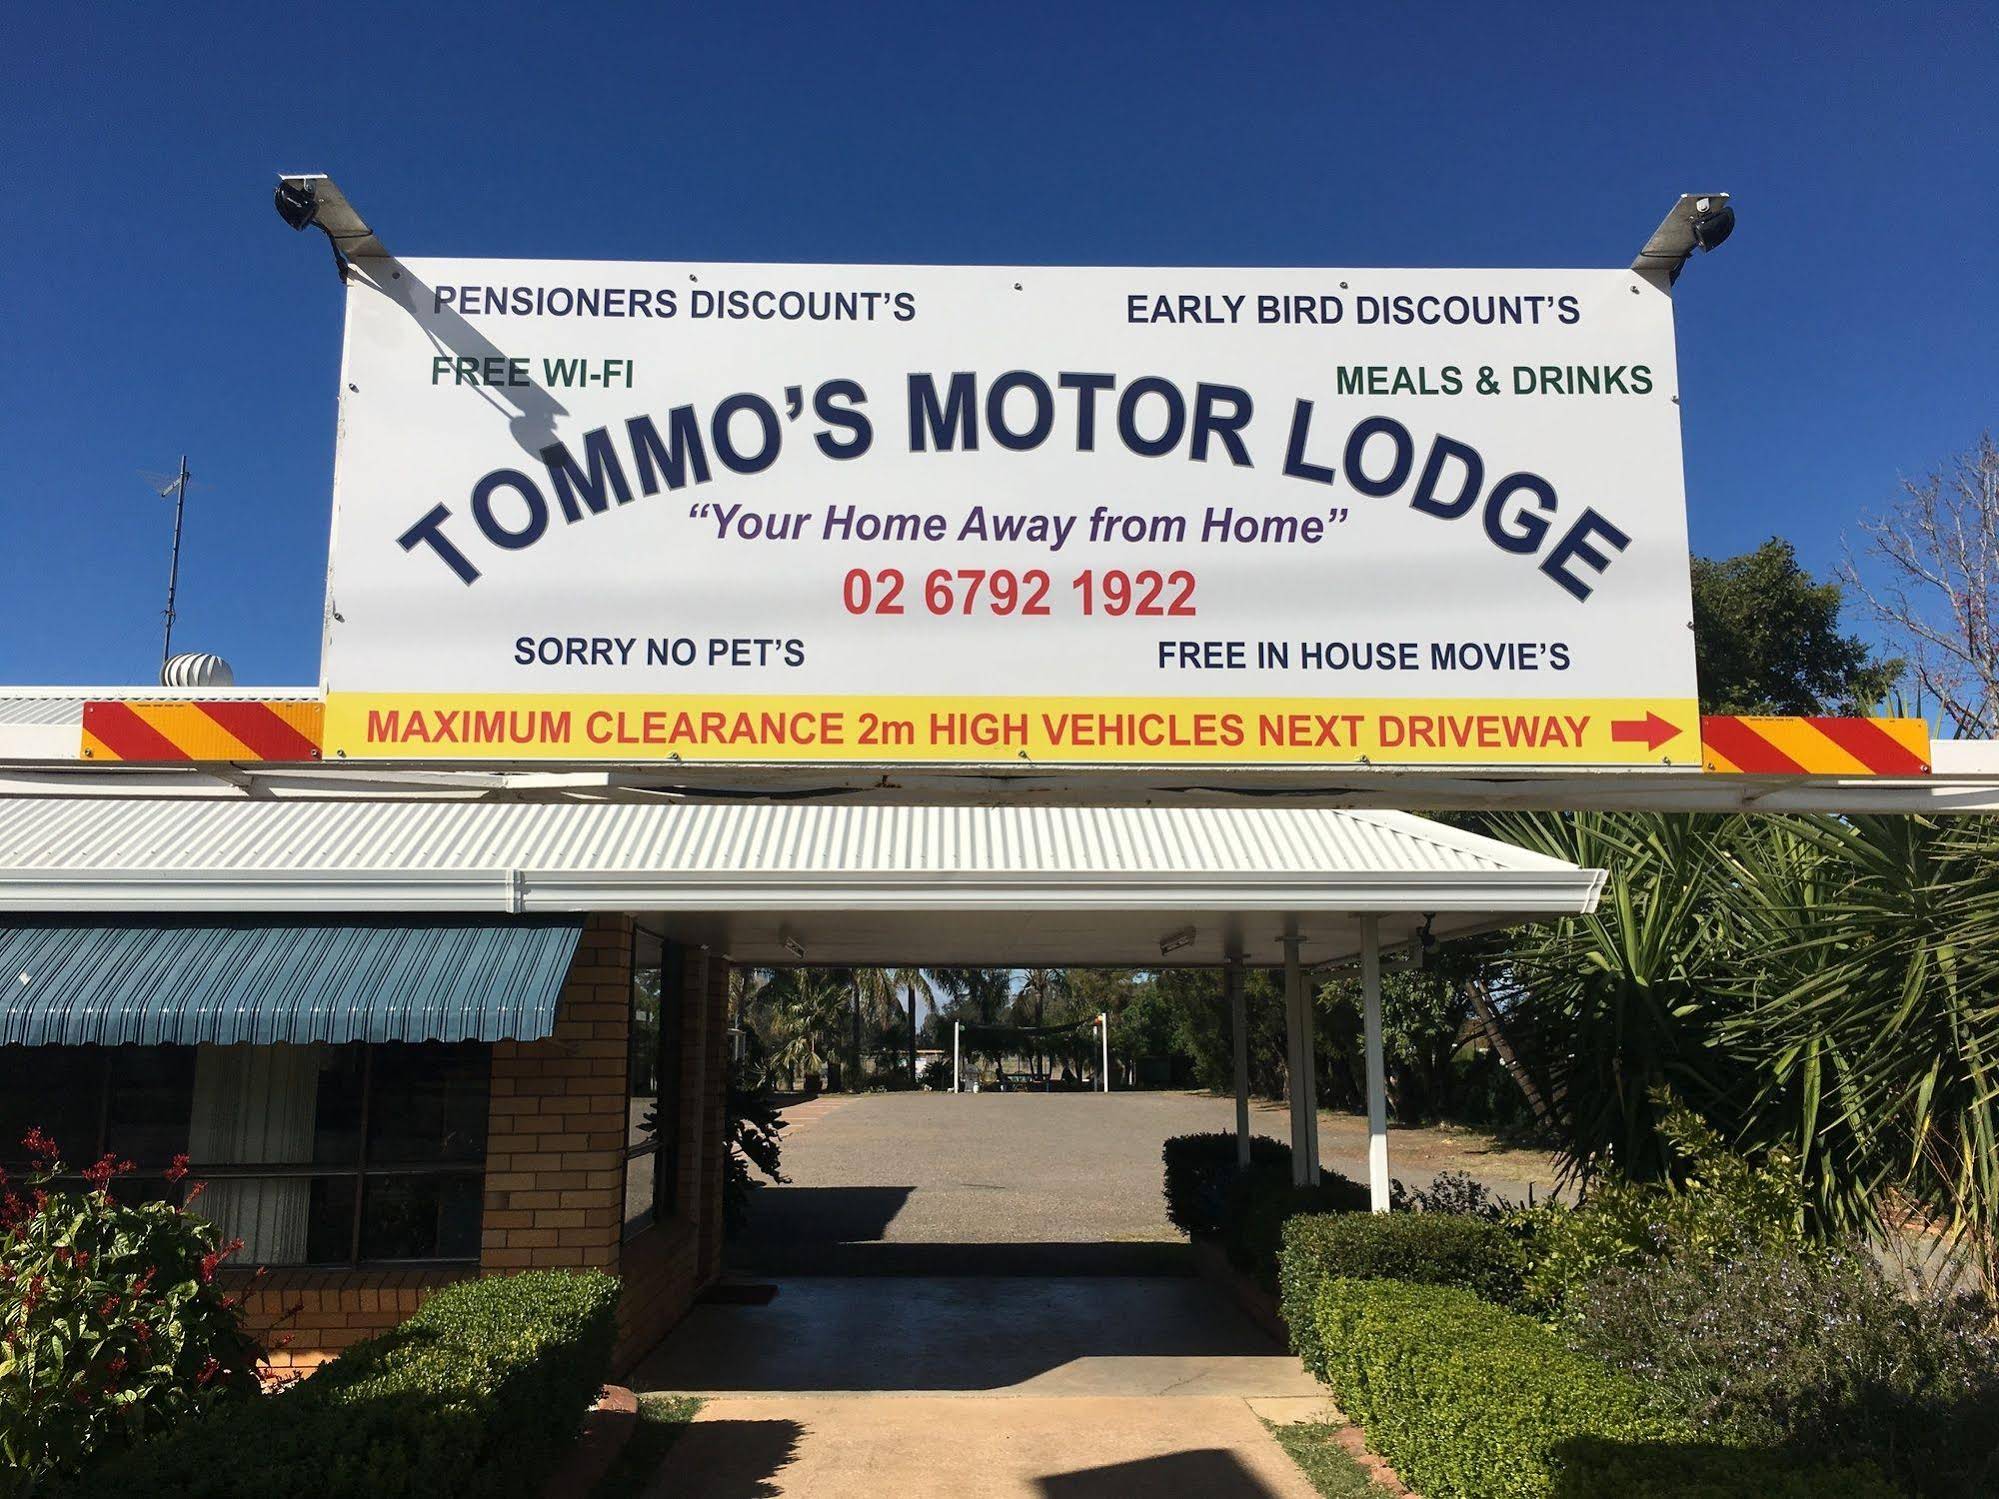 PENSIONERS DISCOUNT'S
EARLY BIRD DISCOUNT'S
FREE WI-FI
MEALS & DRINKS
TOMMO'S MOTOR LODGE
"Your Home Away from Home"
02 6792 1922
SORRY NO PET'S
FREE IN HOUSE MOVIE'S
MAXIMUM CLEARANCE 2m HIGH VEHICLES NEXT DRIVEWAY